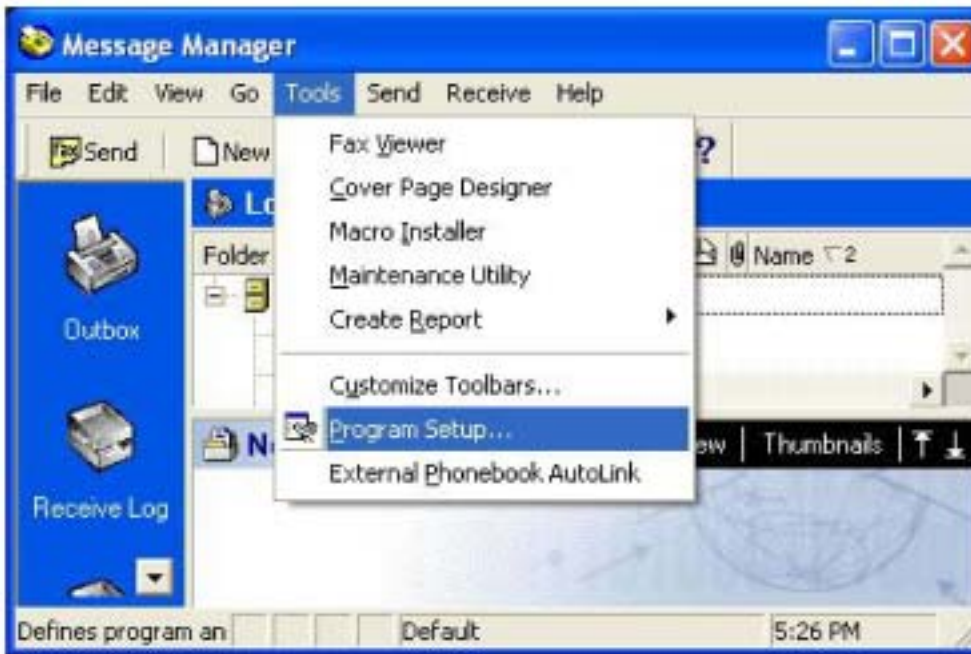 Message Manager
File Edit View Go Tools Send Receive Help
Fax Send New ?
Fax Viewer
Cover Page Designer
Macro Installer
Maintenance Utility
Create Report
Customize Toolbars...
Program Setup...
External Phonebook AutoLink
Folder Name 2
Outbox
Thumbnails
Receive Log
Defines program an Default 5:26 PM